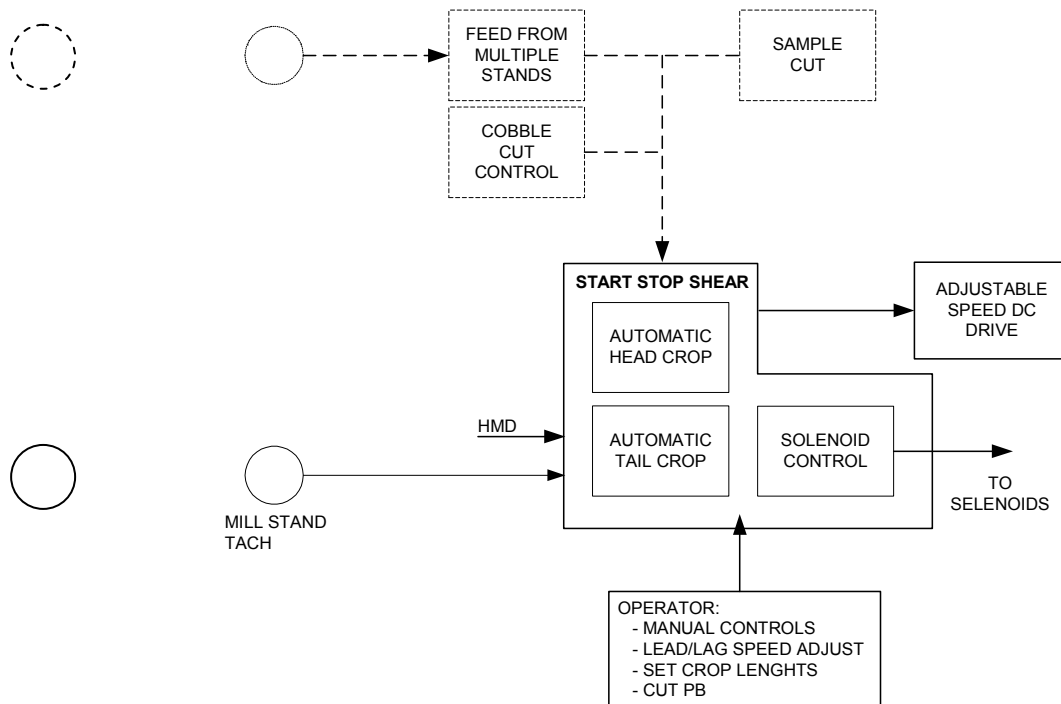 FEED FROM
MULTIPLE
STANDS
SAMPLE
CUT
COBBLE
CUT
CONTROL
START STOP SHEAR
ADJUSTABLE
SPEED DC
DRIVE
AUTOMATIC
HEAD CROP
HMD
AUTOMATIC
TAIL CROP
SOLENOID
CONTROL
TO
SELENOIDS
MILL STAND
TACH
OPERATOR:
- MANUAL CONTROLS
- LEAD/LAG SPEED ADJUST
- SET CROP LENGHTS
- CUT PB